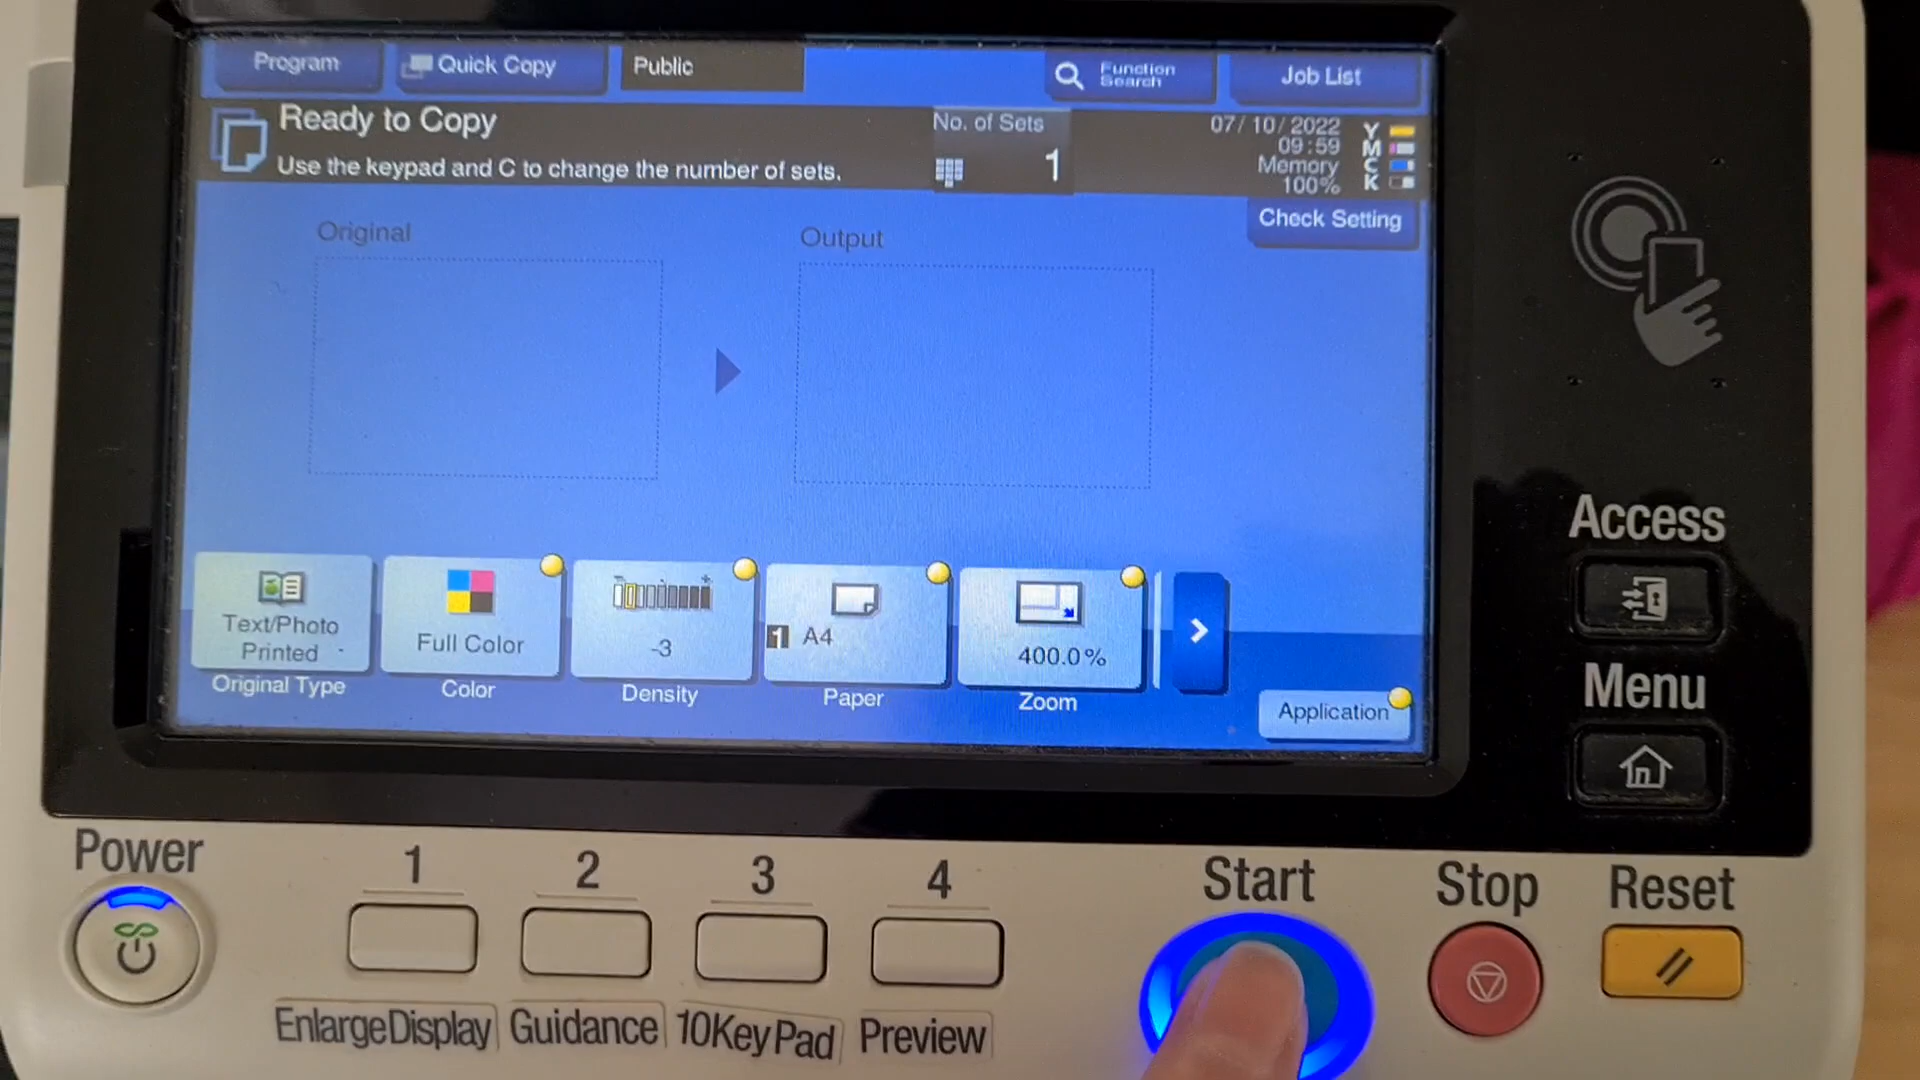 Program
Quick Copy
Public
Function
Search
Job List
Ready to Copy
Use the keypad and C to change the number of sets.
No. of Sets
1
07/10/2022
09:59
Memory
100%
Y
M
C
K
Check Setting
Original
Output
Text/Photo
Printed
Original Type
Full Color
Color
- +
-3
Density
1 A4
Paper
400.0%
Zoom
Application
Access
Menu
Power
1
2
3
4
Start
Stop
Reset
EnlargeDisplay
Guidance
10KeyPad
Preview